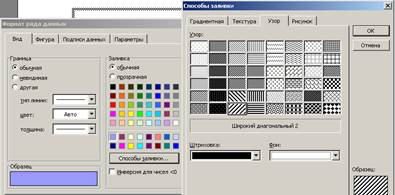 Формат ряда данных
Вид
Фигура
Подписи данных
Параметры
Граница
обычная
невидимая
другая
тип линии:
цвет:
Авто
толщина:
Образец
Заливка
обычная
прозрачная
Способы заливки...
Инверсия для чисел <0
Способы заливки
Градиентная
Текстура
Узор
Рисунок
Узор:
Широкий диагональный 2
Штриховка:
Фон:
OK
Отмена
Образец: